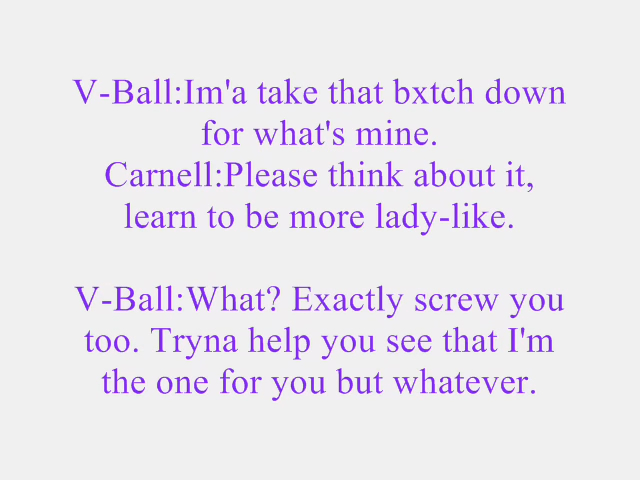 V-Ball:Im'a take that bxtch down
for what's mine.
Carnell:Please think about it,
learn to be more lady-like.
V-Ball:What? Exactly screw you
too. Tryna help you see that I'm
the one for you but whatever.